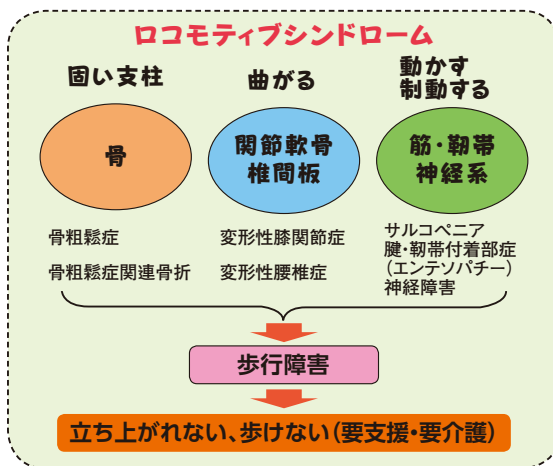 ロコモティブシンドローム
固い支柱
曲がる
動かす
制動する
骨
関節軟骨
椎間板
筋・靭帯
神経系
骨粗鬆症
骨粗鬆症関連骨折
変形性膝関節症
変形性腰椎症
サルコペニア
腱・靭帯付着部症
(エンテソパチー)
神経障害
歩行障害
立ち上がれない、歩けない(要支援・要介護)